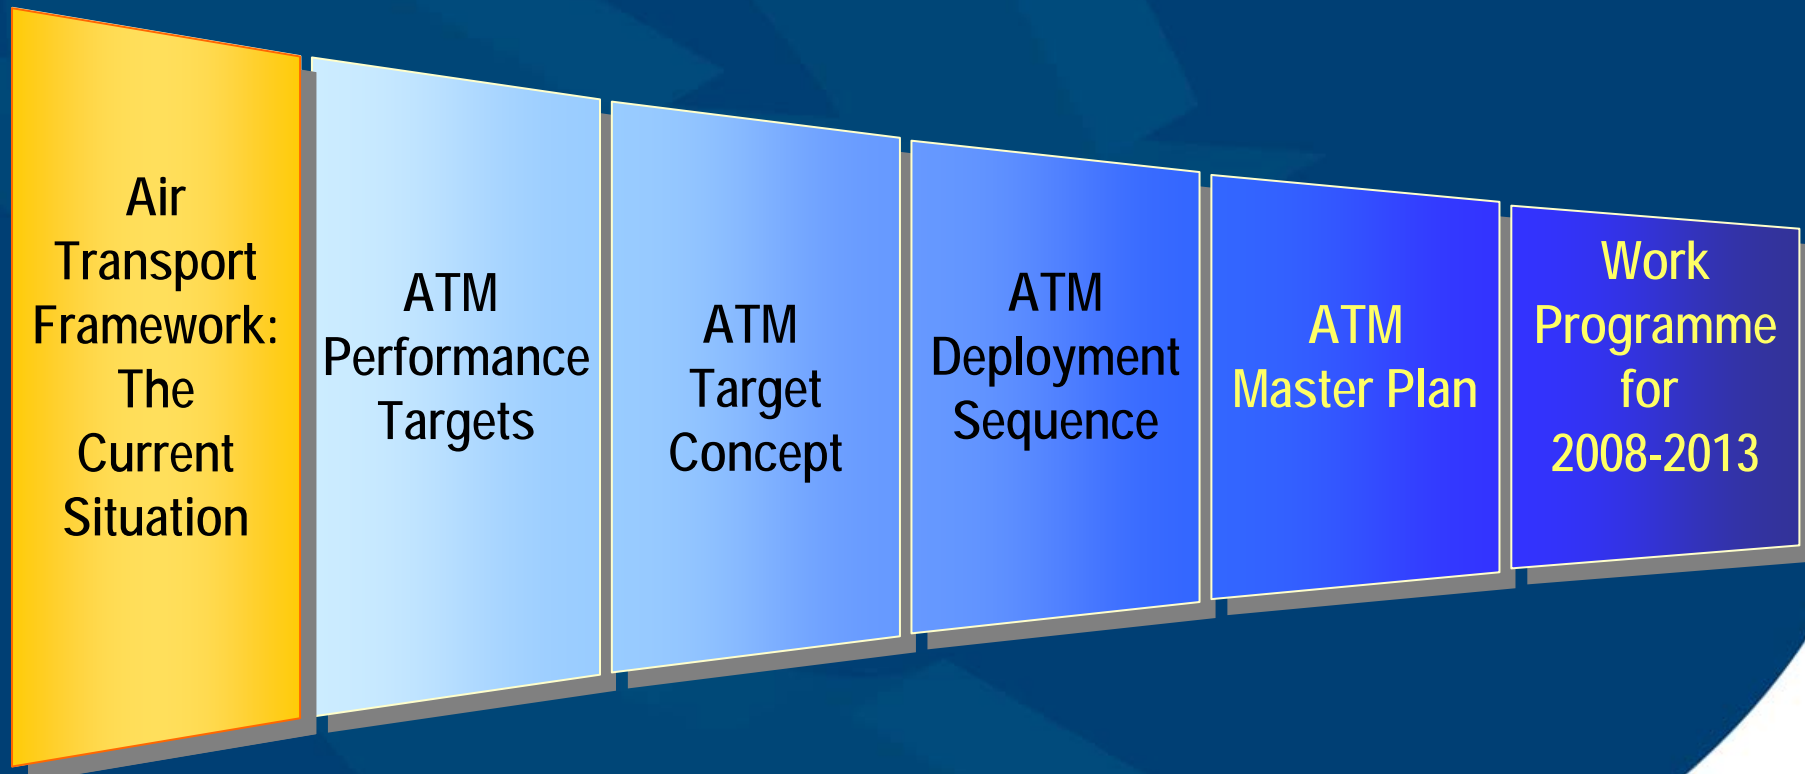 Air
Transport
Framework:
The
Current
Situation
ATM
Performance
Targets
ATM
Target
Concept
ATM
Deployment
Sequence
ATM
Master Plan
Work
Programme
for
2008-2013